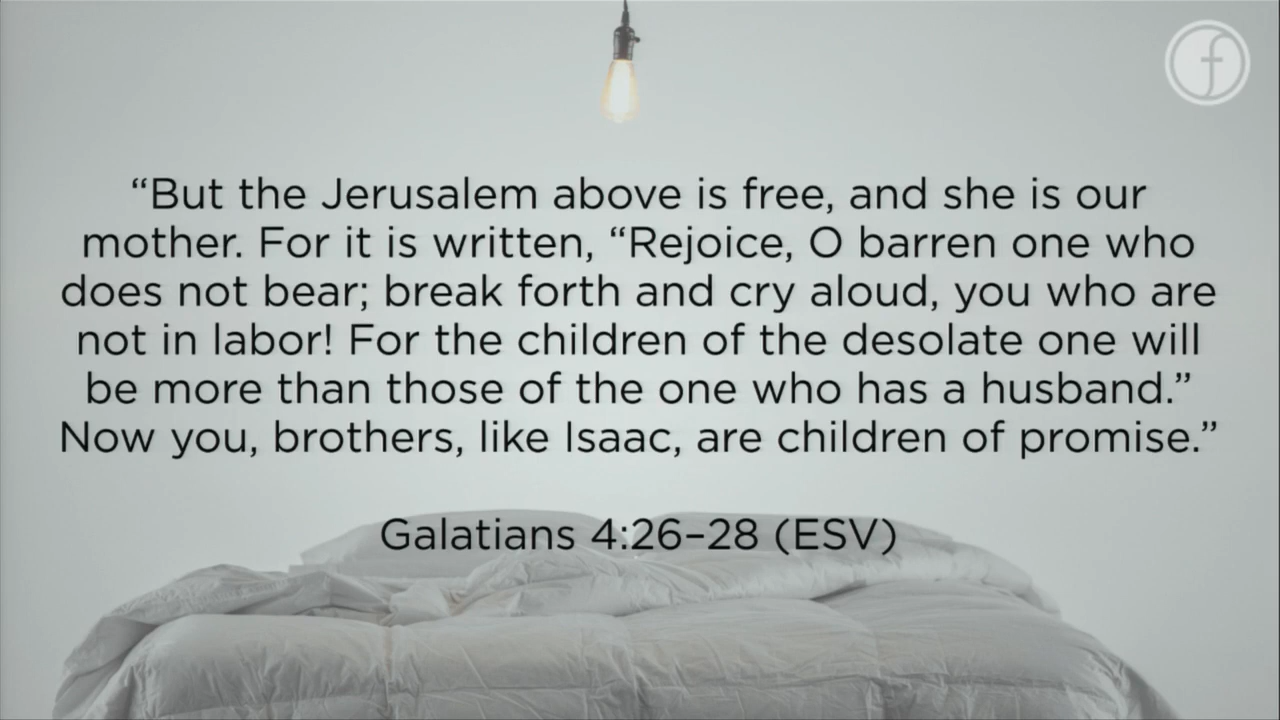 “But the Jerusalem above is free, and she is our
mother. For it is written, “Rejoice, O barren one who
does not bear; break forth and cry aloud, you who are
not in labor! For the children of the desolate one will
be more than those of the one who has a husband.”
Now you, brothers, like Isaac, are children of promise.”
Galatians 4:26–28 (ESV)
f